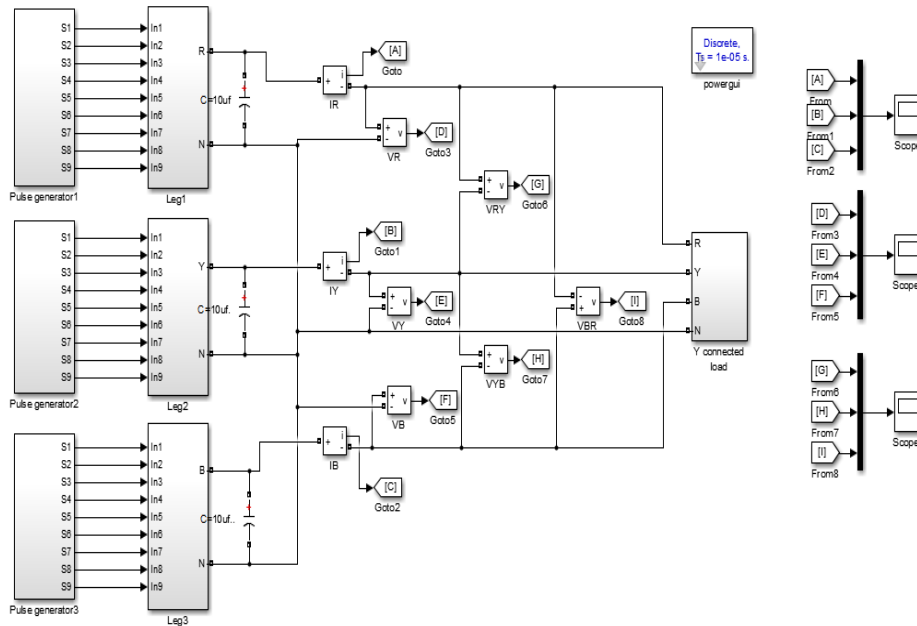 S1
S2
S3
S4
S5
S6
S7
S8
S9
Pulse generator1
In1
In2
In3
In4
In5
In6
In7
In8
In9
R
N
Leg1
C=10uf
+
i
-
IR
[A]
Goto
+
-
v
VR
[D]
Goto3
+
-
v
VRY
[G]
Goto6
Discrete,
Ts = 1e-05 s.
powergui
S1
S2
S3
S4
S5
S6
S7
S8
S9
Pulse generator2
In1
In2
In3
In4
In5
In6
In7
In8
In9
Y
N
Leg2
C=10uf.
+
i
-
IY
[B]
Goto1
+
-
v
VY
[E]
Goto4
-
+
v
VBR
[I]
Goto8
+
-
v
VYB
[H]
Goto7
R
Y
B
N
Y connected
load
S1
S2
S3
S4
S5
S6
S7
S8
S9
Pulse generator3
In1
In2
In3
In4
In5
In6
In7
In8
In9
B
N
Leg3
C=10uf..
+
i
-
IB
[C]
Goto2
+
-
v
VB
[F]
Goto5
[A]
From
[B]
From1
[C]
From2
Scope
[D]
From3
[E]
From4
[F]
From5
Scope
[G]
From6
[H]
From7
[I]
From8
Scope